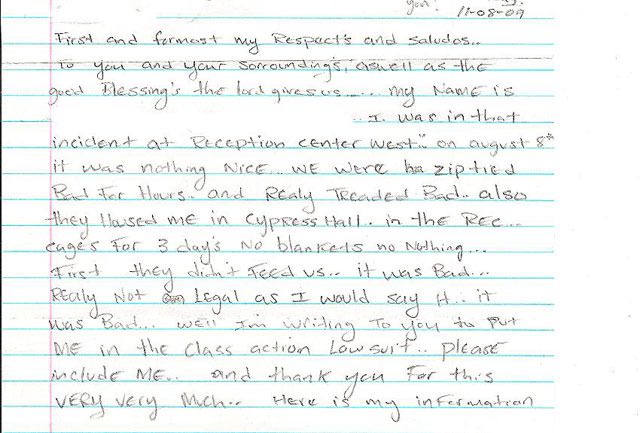 you!
11-08-09
First and formost my Respect's and saludos..
To you and your sorrounding's, aswell as the
good Blessing's the lord gives us...... my Name is
.. I was in that
incident at Reception center West.. on august 8th
it was nothing NICE... WE WERE ziptied
Bad For Hours.. and Realy Treaded Bad.. also
they Housed ME in Cypress Hall.. in the REC...
cages For 3 day's No blankets no Nothing...
First they didn't Feed us.. it was Bad...
Realy Not Legal as I would say it.. it
was Bad... well I'm writing To you to put
ME in the Class action Lawsuit.. please
include ME.. and thank you For this
VERY very Much.. Here is my information